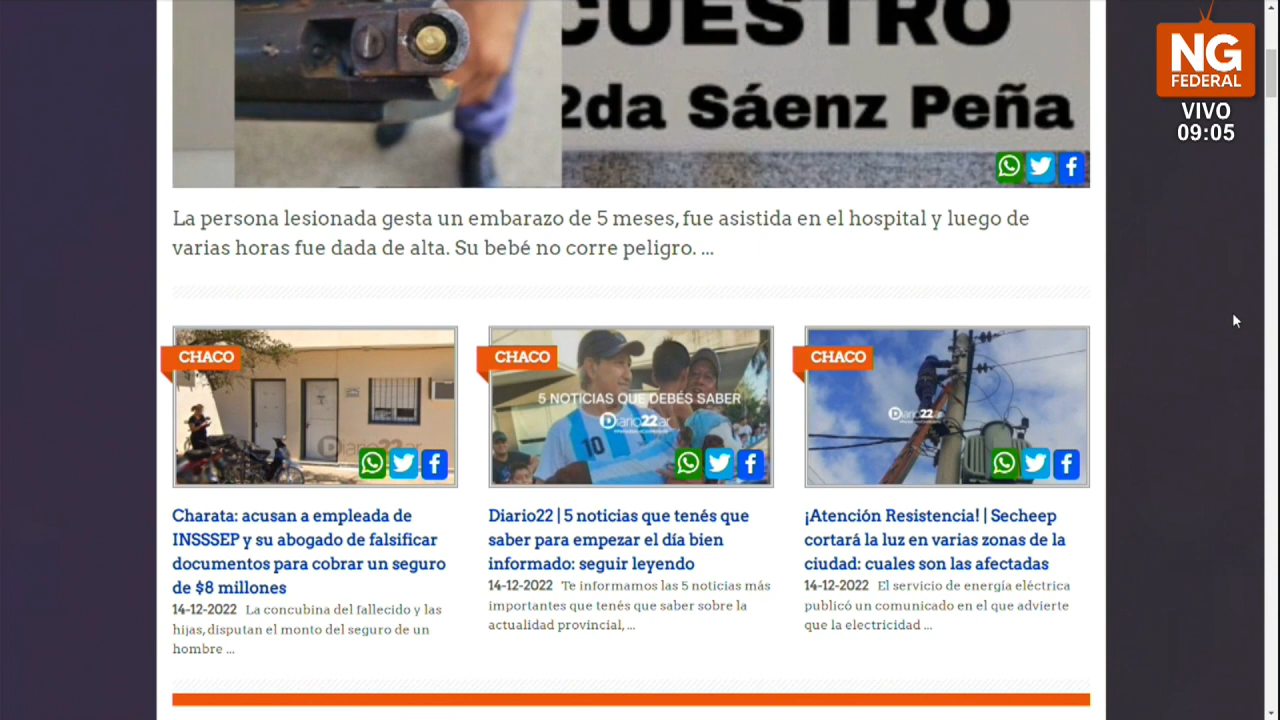 CUESTRO
2da Sáenz Peña
NG
FEDERAL
VIVO
09:05
La persona lesionada gesta un embarazo de 5 meses, fue asistida en el hospital y luego de
varias horas fue dada de alta. Su bebé no corre peligro. ...
CHACO
Diario22.ar
CHACO
5 NOTICIAS QUE DEBÉS SABER
Diario22.ar
10
CHACO
Diario22.ar
Charata: acusan a empleada de
INSSSEP y su abogado de falsificar
documentos para cobrar un seguro
de $8 millones
14-12-2022 La concubina del fallecido y las
hijas, disputan el monto del seguro de un
hombre ...
Diario22 | 5 noticias que tenés que
saber para empezar el día bien
informado: seguir leyendo
14-12-2022 Te informamos las 5 noticias más
importantes que tenés que saber sobre la
actualidad provincial, ...
¡Atención Resistencia! | Secheep
cortará la luz en varias zonas de la
ciudad: cuales son las afectadas
14-12-2022 El servicio de energía eléctrica
publicó un comunicado en el que advierte
que la electricidad ...